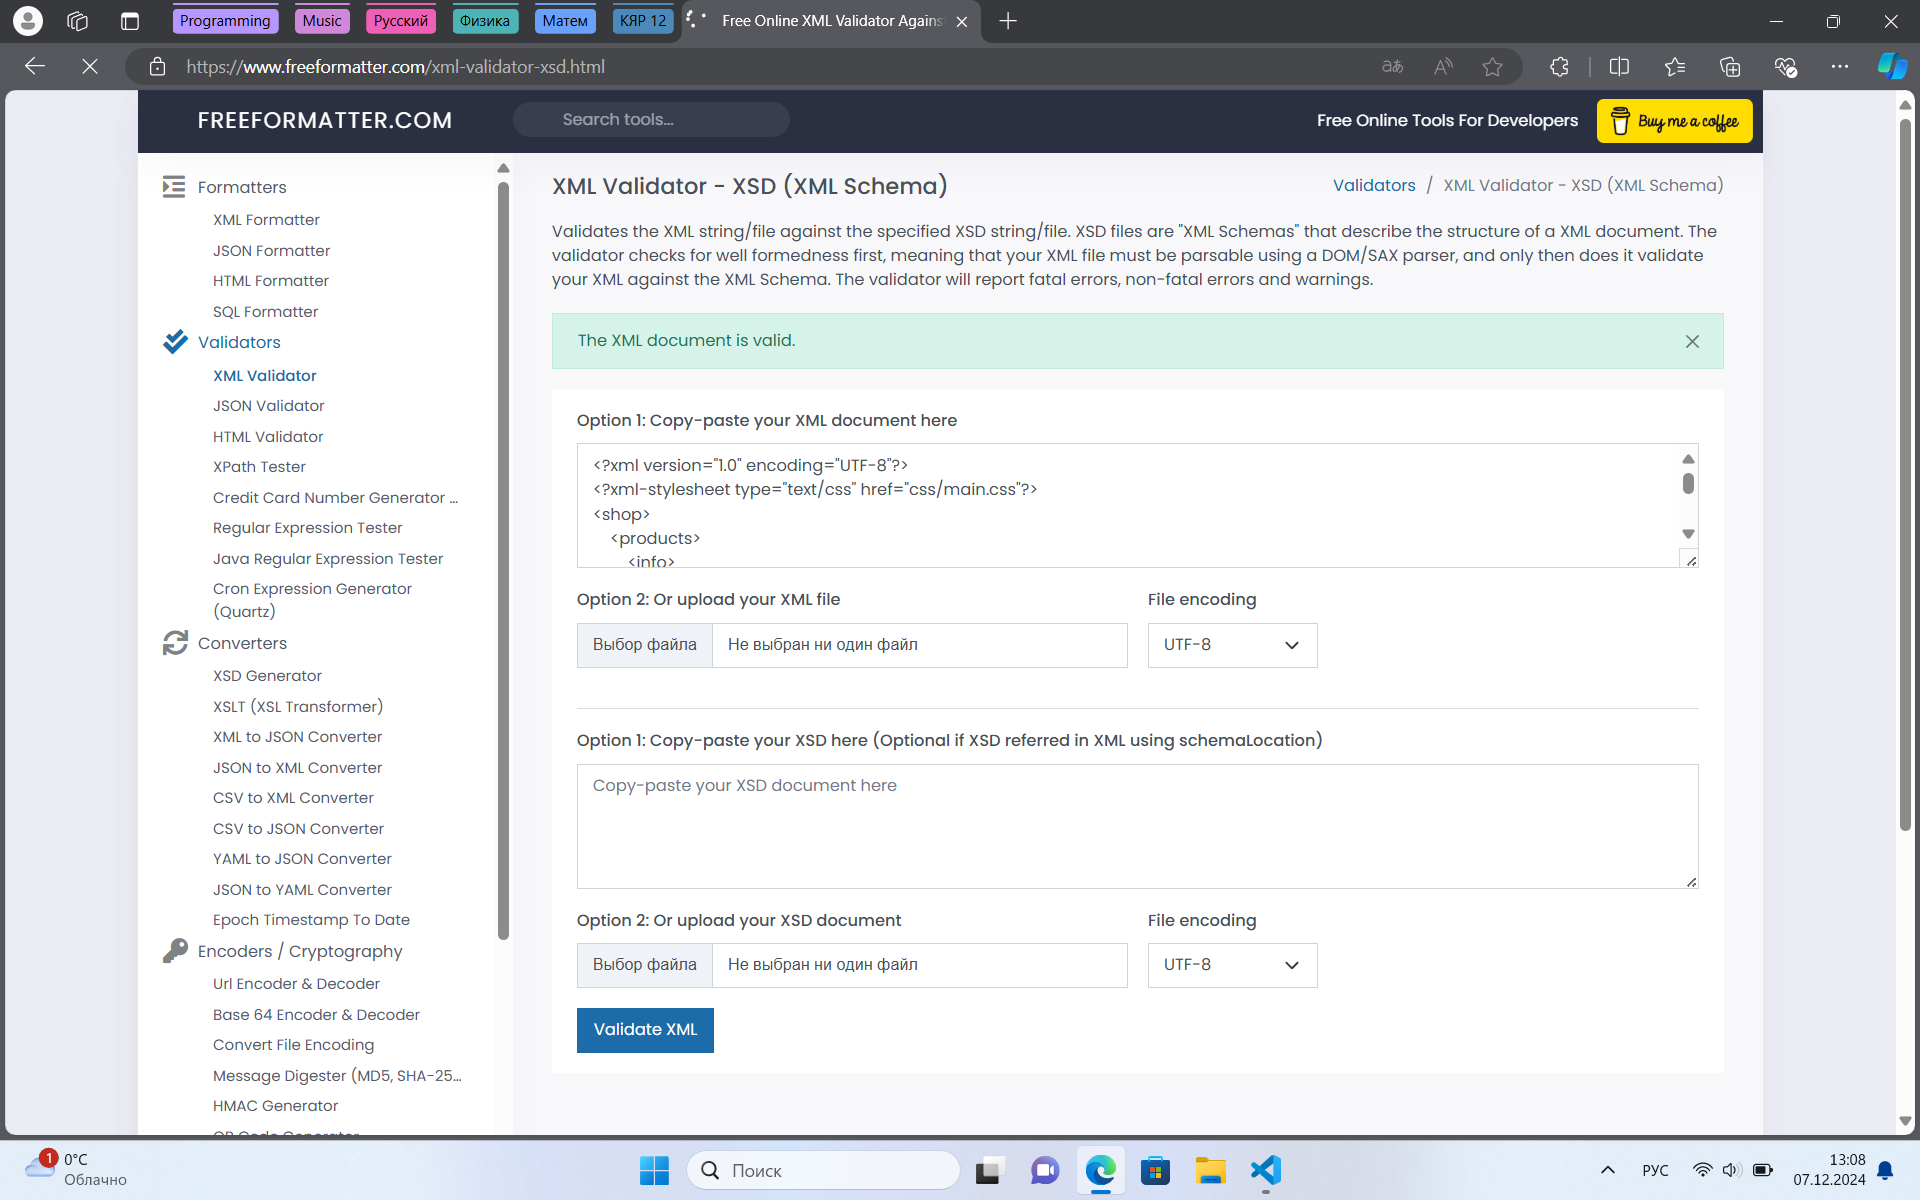 Programming
Music
Русский
Физика
Матем
КЯР 12
Free Online XML Validator Agains
https://www.freeformatter.com/xml-validator-xsd.html
FREEFORMATTER.COM
Search tools...
Free Online Tools For Developers
Buy me a coffee
Formatters
XML Formatter
JSON Formatter
HTML Formatter
SQL Formatter
Validators
XML Validator
JSON Validator
HTML Validator
XPath Tester
Credit Card Number Generator ...
Regular Expression Tester
Java Regular Expression Tester
Cron Expression Generator
(Quartz)
Converters
XSD Generator
XSLT (XSL Transformer)
XML to JSON Converter
JSON to XML Converter
CSV to XML Converter
CSV to JSON Converter
YAML to JSON Converter
JSON to YAML Converter
Epoch Timestamp To Date
Encoders / Cryptography
Url Encoder & Decoder
Base 64 Encoder & Decoder
Convert File Encoding
Message Digester (MD5, SHA-25...
HMAC Generator
QR Code Generator
XML Validator - XSD (XML Schema)
Validators / XML Validator - XSD (XML Schema)
Validates the XML string/file against the specified XSD string/file. XSD files are "XML Schemas" that describe the structure of a XML document. The
validator checks for well formedness first, meaning that your XML file must be parsable using a DOM/SAX parser, and only then does it validate
your XML against the XML Schema. The validator will report fatal errors, non-fatal errors and warnings.
The XML document is valid.
Option 1: Copy-paste your XML document here
<?xml version="1.0" encoding="UTF-8"?>
<?xml-stylesheet type="text/css" href="css/main.css"?>
<shop>
<products>
<info>
Option 2: Or upload your XML file
File encoding
Выбор файла
Не выбран ни один файл
UTF-8
Option 1: Copy-paste your XSD here (Optional if XSD referred in XML using schemaLocation)
Copy-paste your XSD document here
Option 2: Or upload your XSD document
File encoding
Выбор файла
Не выбран ни один файл
UTF-8
Validate XML
1
0°C
Облачно
Поиск
РУС
13:08
07.12.2024